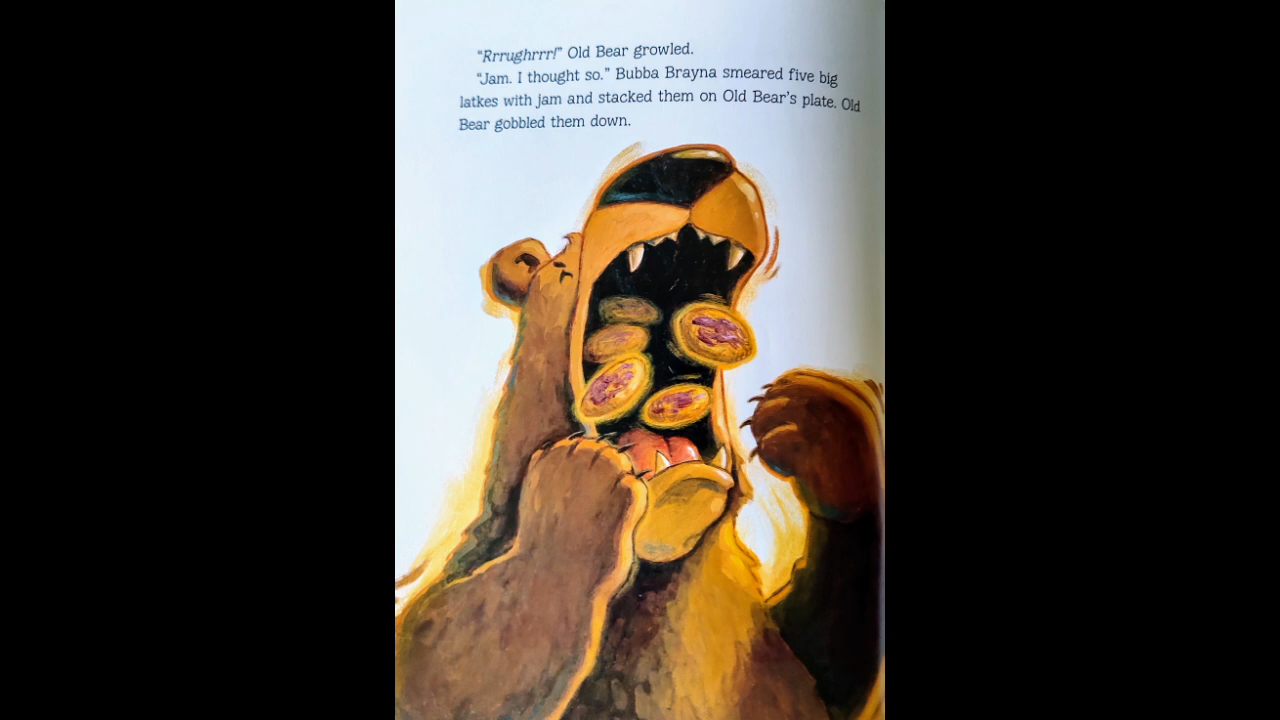 “Rrrughrrr!” Old Bear growled.
“Jam. I thought so.” Bubba Brayna smeared five big
latkes with jam and stacked them on Old Bear’s plate. Old
Bear gobbled them down.